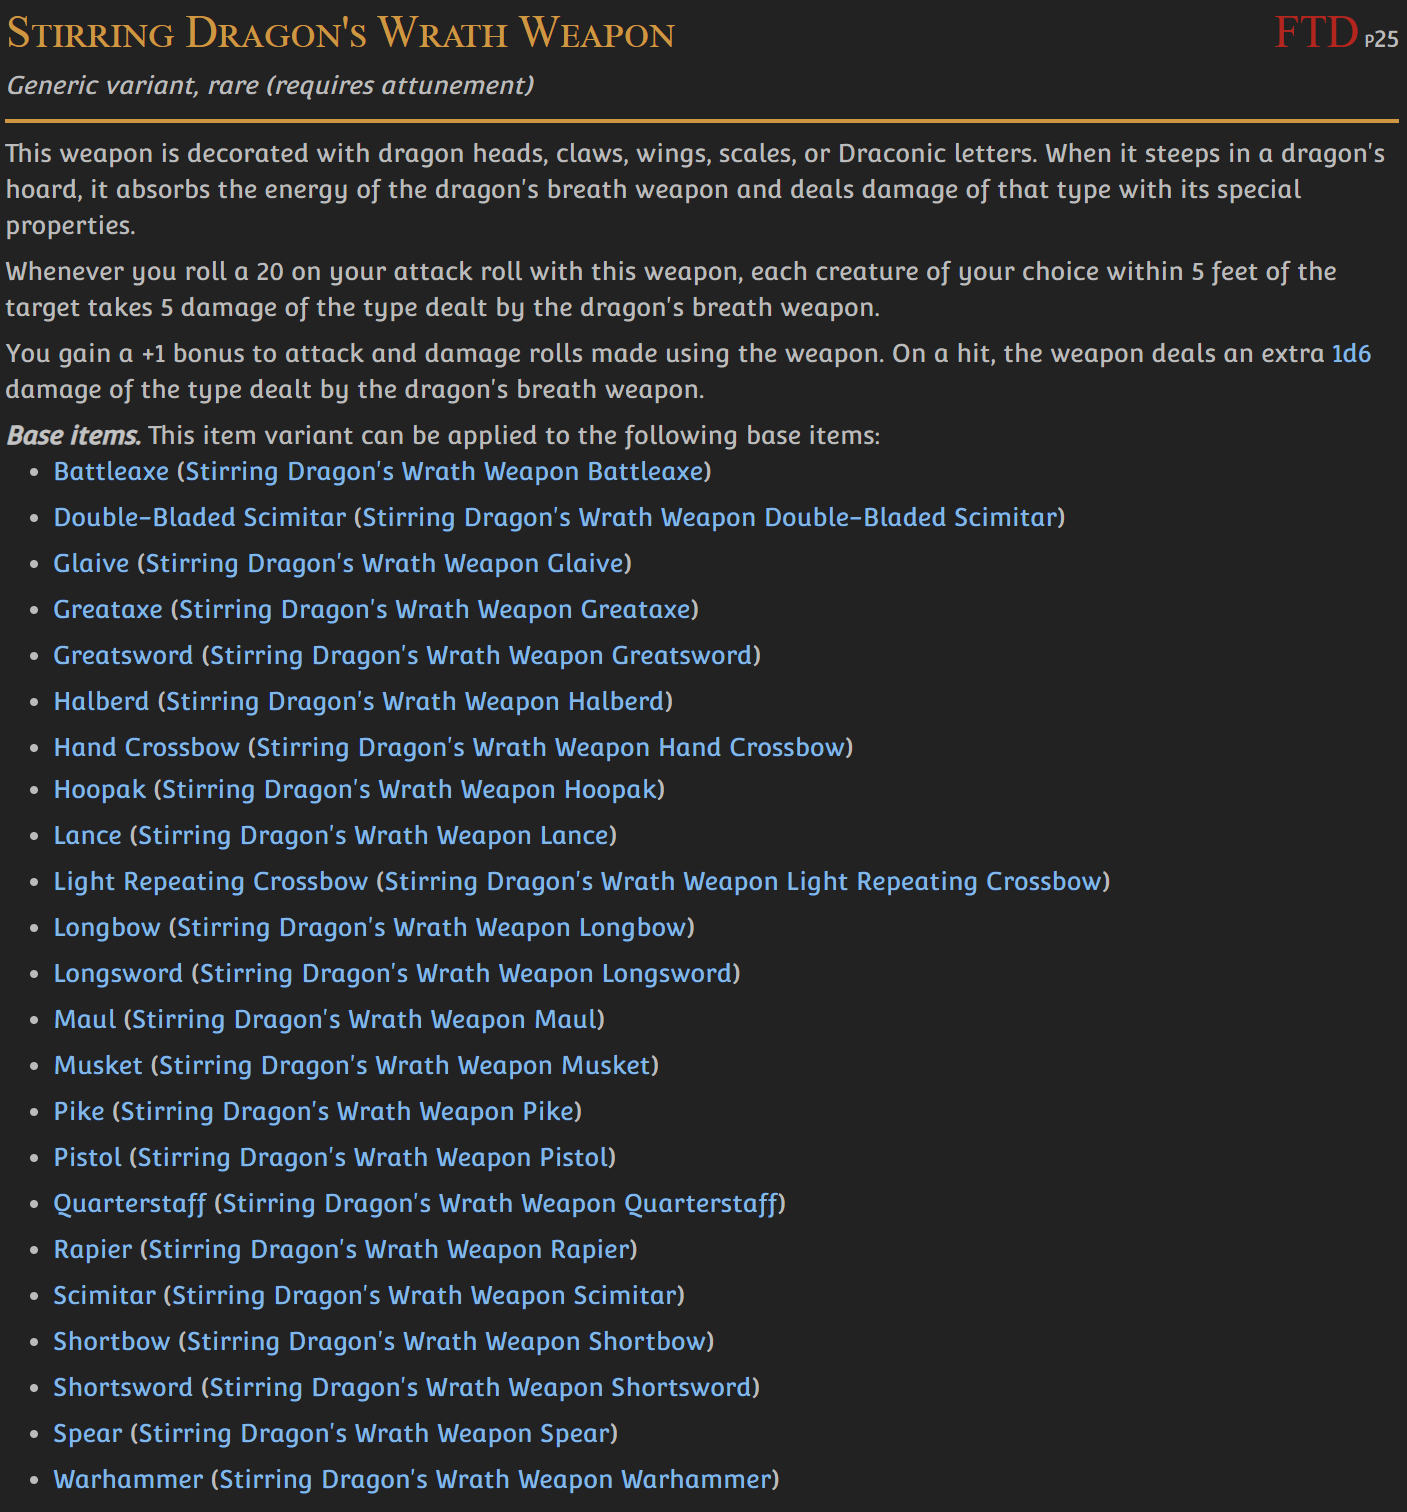 Stirring Dragon's Wrath Weapon FTD p25
Generic variant, rare (requires attunement)
This weapon is decorated with dragon heads, claws, wings, scales, or Draconic letters. When it steeps in a dragon's
hoard, it absorbs the energy of the dragon's breath weapon and deals damage of that type with its special
properties.
Whenever you roll a 20 on your attack roll with this weapon, each creature of your choice within 5 feet of the
target takes 5 damage of the type dealt by the dragon's breath weapon.
You gain a +1 bonus to attack and damage rolls made using the weapon. On a hit, the weapon deals an extra 1d6
damage of the type dealt by the dragon's breath weapon.
Base items. This item variant can be applied to the following base items:
• Battleaxe (Stirring Dragon's Wrath Weapon Battleaxe)
• Double-Bladed Scimitar (Stirring Dragon's Wrath Weapon Double-Bladed Scimitar)
• Glaive (Stirring Dragon's Wrath Weapon Glaive)
• Greataxe (Stirring Dragon's Wrath Weapon Greataxe)
• Greatsword (Stirring Dragon's Wrath Weapon Greatsword)
• Halberd (Stirring Dragon's Wrath Weapon Halberd)
• Hand Crossbow (Stirring Dragon's Wrath Weapon Hand Crossbow)
• Hoopak (Stirring Dragon's Wrath Weapon Hoopak)
• Lance (Stirring Dragon's Wrath Weapon Lance)
• Light Repeating Crossbow (Stirring Dragon's Wrath Weapon Light Repeating Crossbow)
• Longbow (Stirring Dragon's Wrath Weapon Longbow)
• Longsword (Stirring Dragon's Wrath Weapon Longsword)
• Maul (Stirring Dragon's Wrath Weapon Maul)
• Musket (Stirring Dragon's Wrath Weapon Musket)
• Pike (Stirring Dragon's Wrath Weapon Pike)
• Pistol (Stirring Dragon's Wrath Weapon Pistol)
• Quarterstaff (Stirring Dragon's Wrath Weapon Quarterstaff)
• Rapier (Stirring Dragon's Wrath Weapon Rapier)
• Scimitar (Stirring Dragon's Wrath Weapon Scimitar)
• Shortbow (Stirring Dragon's Wrath Weapon Shortbow)
• Shortsword (Stirring Dragon's Wrath Weapon Shortsword)
• Spear (Stirring Dragon's Wrath Weapon Spear)
• Warhammer (Stirring Dragon's Wrath Weapon Warhammer)